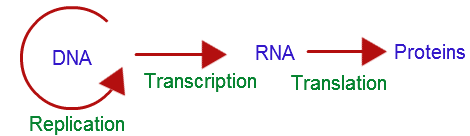 DNA
RNA
Proteins
Transcription
Translation
Replication